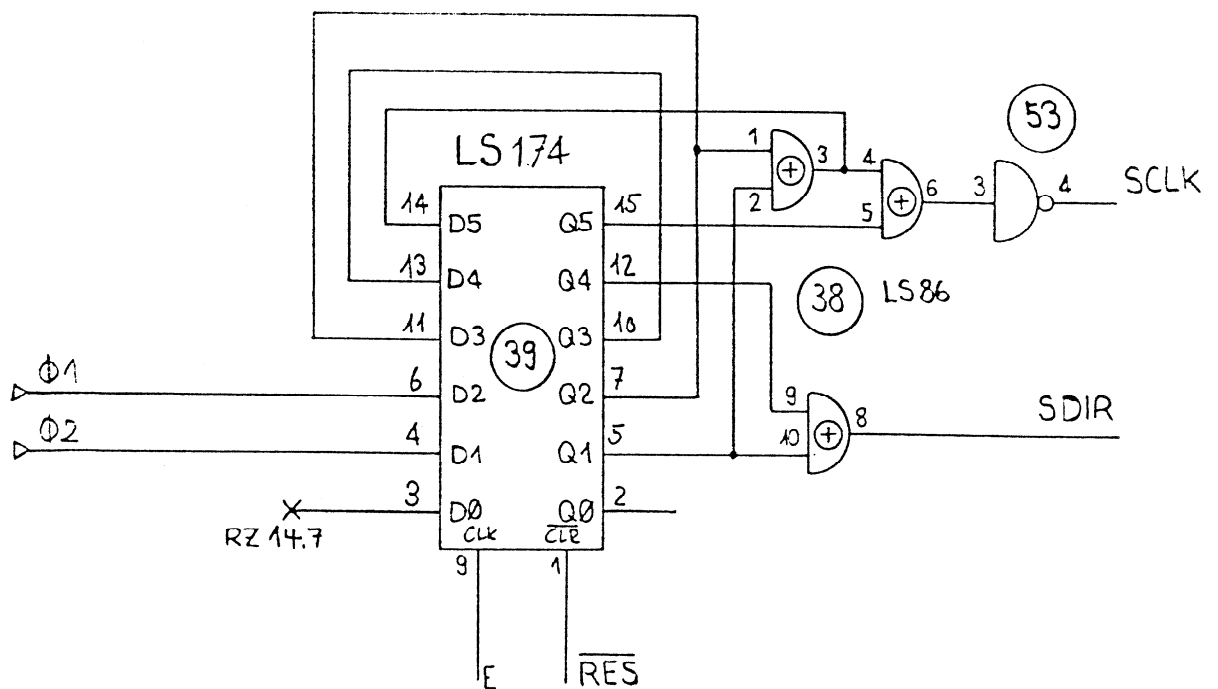 53
LS174
1 3 4
2 5 6 3 4 SCLK
14 D5 Q5 15
13 D4 Q4 12
38 LS86
11 D3 39 Q3 10
Φ1 6 D2 Q2 7
9 8 SDIR
10
Φ2 4 D1 Q1 5
3 DØ QØ 2
RZ 14.7
CLK CLR
9 1
E RES